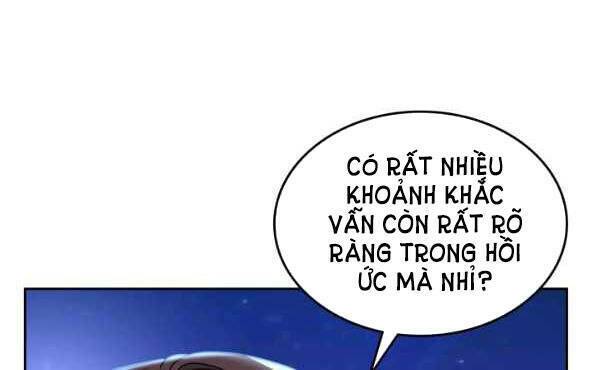 CÓ RẤT NHIỀU
KHOẢNH KHẮC
VẪN CÒN RẤT RÕ
RÀNG TRONG HỒI
ỨC MÀ NHỈ?